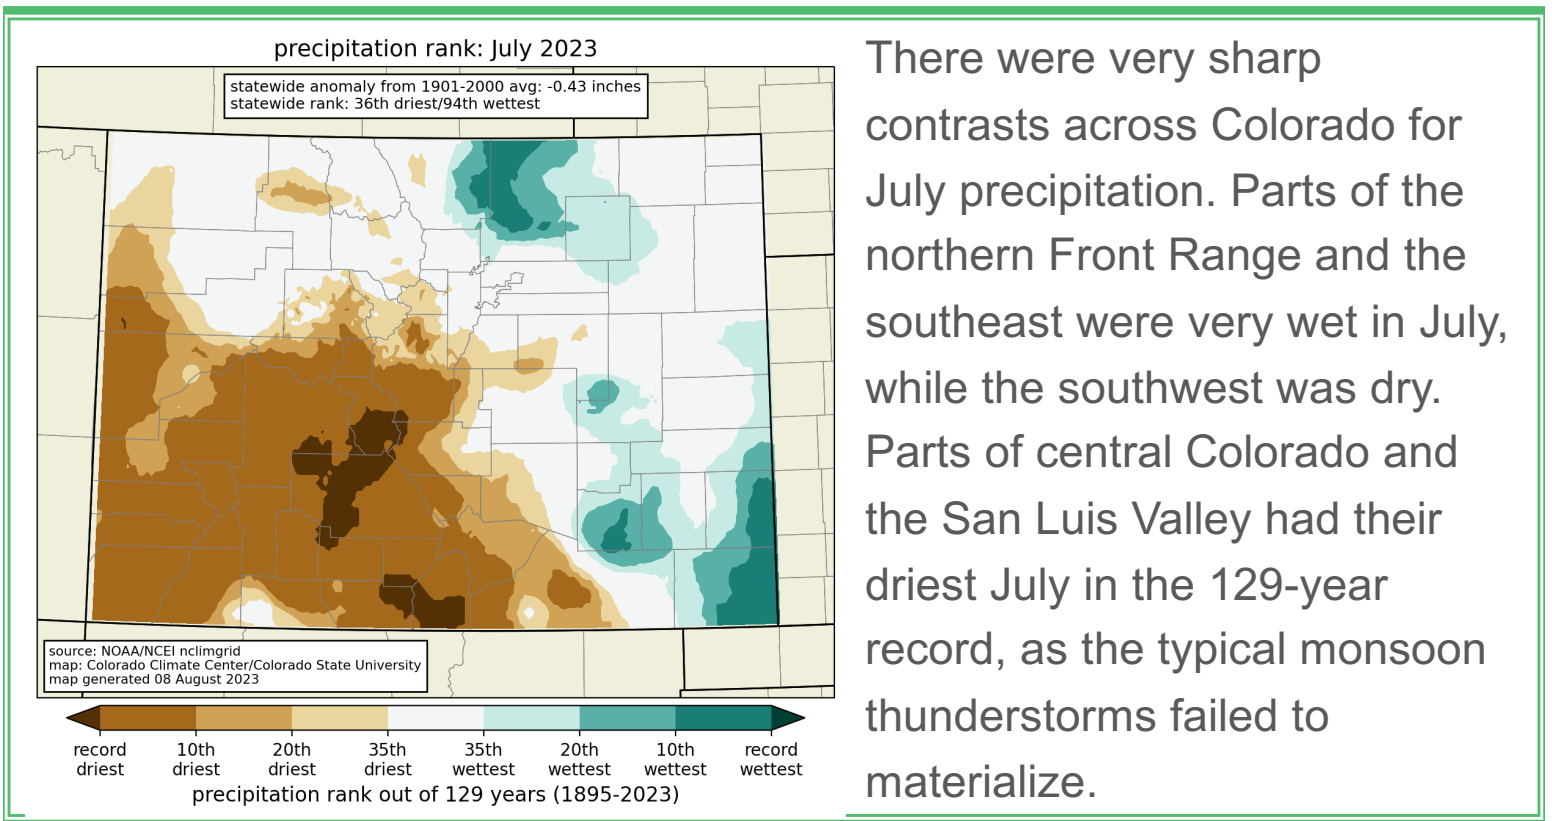 precipitation rank: July 2023
statewide anomaly from 1901-2000 avg: -0.43 inches
statewide rank: 36th driest/94th wettest
source: NOAA/NCEI nclimgrid
map: Colorado Climate Center/Colorado State University
map generated 08 August 2023
record driest
10th driest
20th driest
35th driest
35th wettest
20th wettest
10th wettest
record wettest
precipitation rank out of 129 years (1895-2023)
There were very sharp
contrasts across Colorado for
July precipitation. Parts of the
northern Front Range and the
southeast were very wet in July,
while the southwest was dry.
Parts of central Colorado and
the San Luis Valley had their
driest July in the 129-year
record, as the typical monsoon
thunderstorms failed to
materialize.